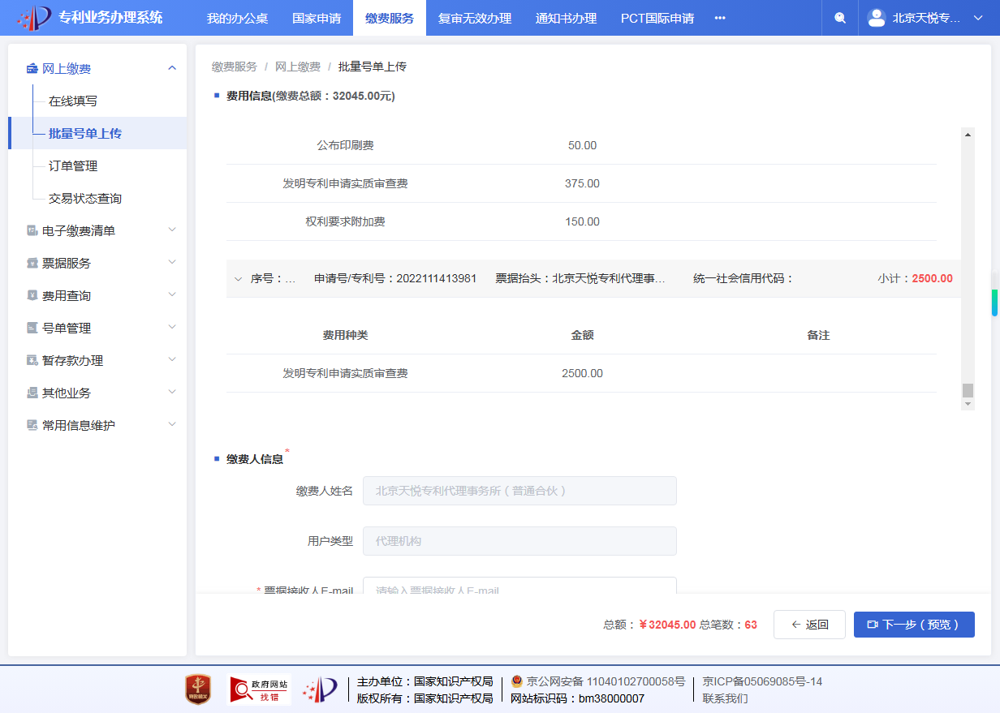 专利业务办理系统
我的办公桌 国家申请 缴费服务 复审无效办理 通知书办理 PCT国际申请 ••• 北京天悦专...
网上缴费
在线填写
批量号单上传
订单管理
交易状态查询
电子缴费清单
票据服务
费用查询
号单管理
暂存款办理
其他业务
常用信息维护
缴费服务 / 网上缴费 / 批量号单上传
费用信息(缴费总额：32045.00元)
公布印刷费 50.00
发明专利申请实质审查费 375.00
权利要求附加费 150.00
序号：... 申请号/专利号：2022111413981 票据抬头：北京天悦专利代理事... 统一社会信用代码： 小计：2500.00
费用种类 金额 备注
发明专利申请实质审查费 2500.00
缴费人信息*
缴费人姓名 北京天悦专利代理事务所（普通合伙）
用户类型 代理机构
* 票据接收人E-mail 请输入票据接收人E-mail
总额：￥32045.00 总笔数：63 返回 下一步（预览）
党政机关
政府网站
找错
主办单位：国家知识产权局
版权所有：国家知识产权局
京公网安备 11040102700058号
网站标识码：bm38000007
京ICP备05069085号-14
联系我们